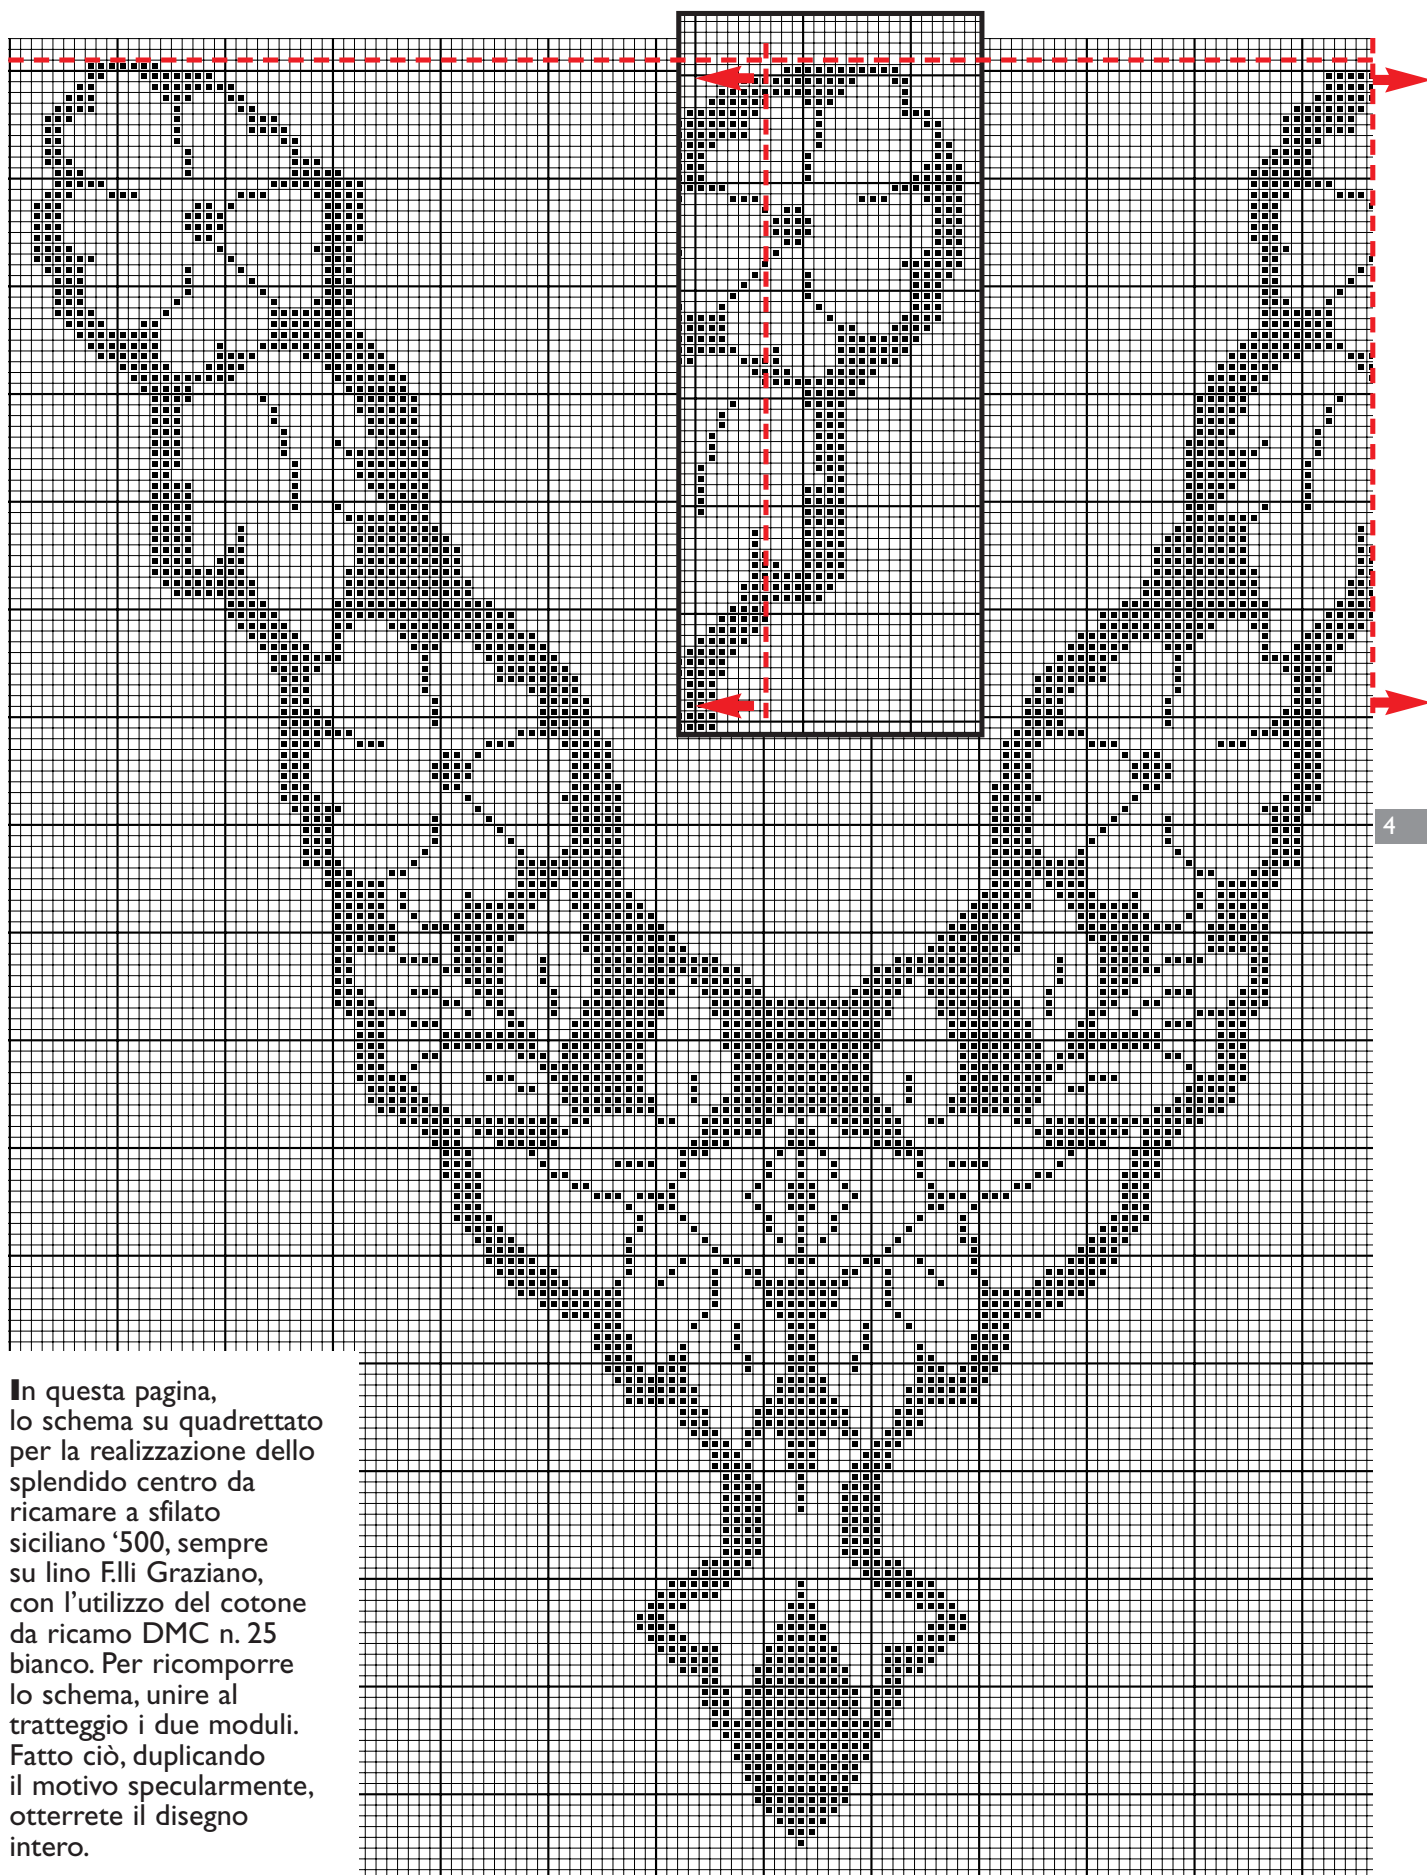 4
In questa pagina,
lo schema su quadrettato
per la realizzazione dello
splendido centro da
ricamare a sfilato
siciliano ‘500, sempre
su lino F.lli Graziano,
con l’utilizzo del cotone
da ricamo DMC n. 25
bianco. Per ricomporre
lo schema, unire al
tratteggio i due moduli.
Fatto ciò, duplicando
il motivo specularmente,
otterrete il disegno
intero.